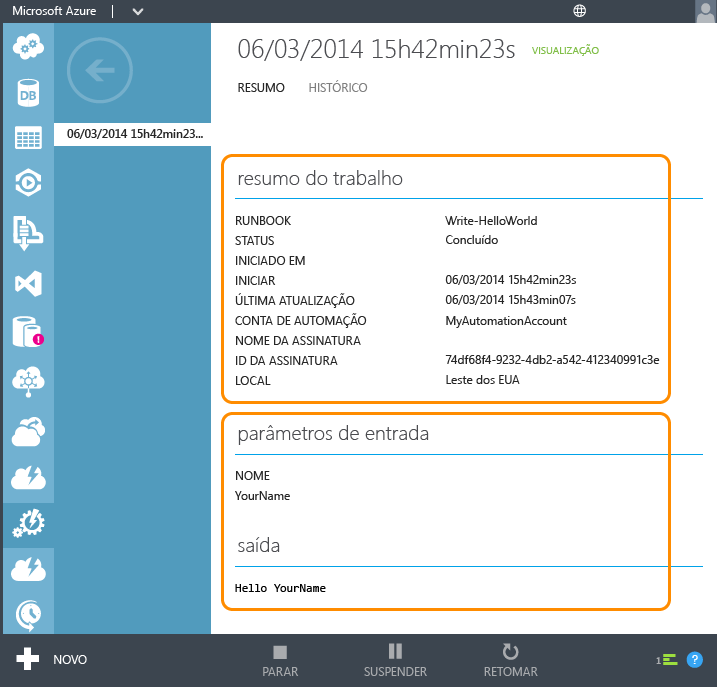 Microsoft Azure
06/03/2014 15h42min23s VISUALIZAÇÃO
RESUMO HISTÓRICO
DB
06/03/2014 15h42min23...
resumo do trabalho
RUNBOOK Write-HelloWorld
STATUS Concluído
INICIADO EM
INICIAR 06/03/2014 15h42min23s
ÚLTIMA ATUALIZAÇÃO 06/03/2014 15h43min07s
CONTA DE AUTOMAÇÃO MyAutomationAccount
NOME DA ASSINATURA
ID DA ASSINATURA 74df68f4-9232-4db2-a542-412340991c3e
LOCAL Leste dos EUA
parâmetros de entrada
NOME
YourName
saída
Hello YourName
NOVO PARAR SUSPENDER RETOMAR 1 ?